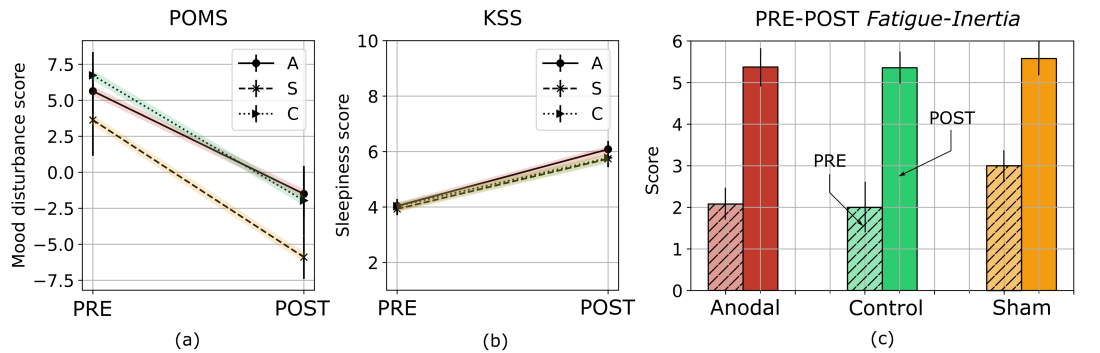 POMS
Mood disturbance score
7.5
5.0
2.5
0.0
−2.5
−5.0
−7.5
A
S
C
PRE
POST
(a)
KSS
Sleepiness score
10
8
6
4
2
A
S
C
PRE
POST
(b)
PRE-POST Fatigue-Inertia
Score
6
5
4
3
2
1
0
PRE
POST
Anodal
Control
Sham
(c)